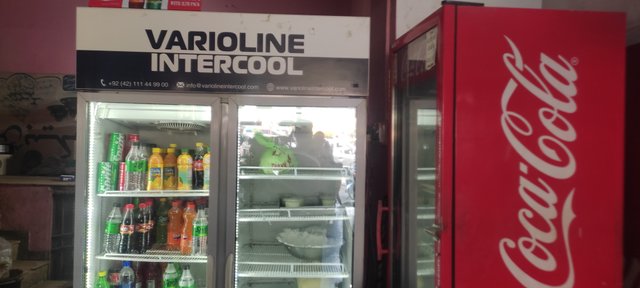 VARIOLINE
INTERCOOL
+92 (42) 111 44 99 00 info@variolineintercool.com www.variolineintercool.com
Coca-Cola®